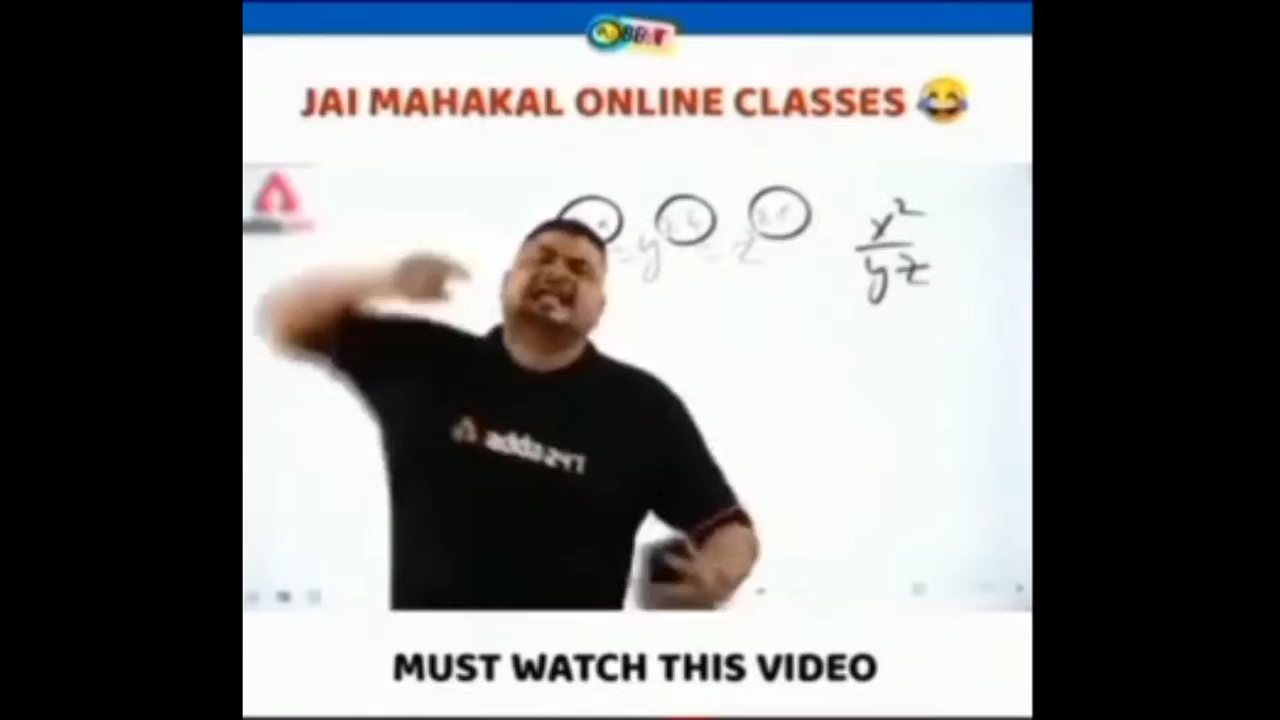 JAI MAHAKAL ONLINE CLASSES 😂
= y = z
x²
yz
adda247
MUST WATCH THIS VIDEO